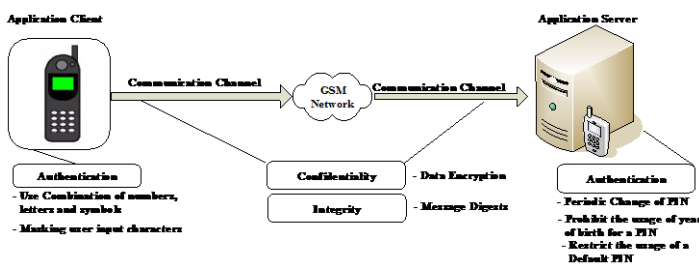 Application Client
Application Server
Communication Channel
GSM
Network
Communication Channel
Authentication
- Use Combination of numbers,
letters and symbols
- Masking user input characters
Confidentiality
- Data Encryption
Integrity
- Message Digests
Authentication
- Periodic Change of PIN
- Prohibit the usage of year
of birth for a PIN
- Restrict the usage of a
Default PIN